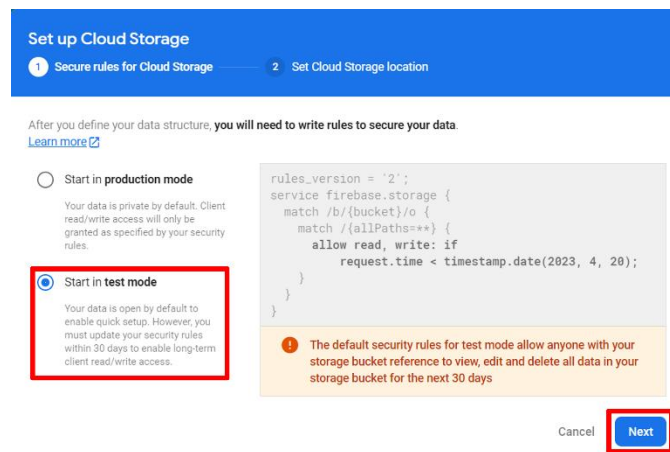 Set up Cloud Storage
1 Secure rules for Cloud Storage 2 Set Cloud Storage location
After you define your data structure, you will need to write rules to secure your data.
Learn more
Start in production mode
Your data is private by default. Client
read/write access will only be
granted as specified by your security
rules.
Start in test mode
Your data is open by default to
enable quick setup. However, you
must update your security rules
within 30 days to enable long-term
client read/write access.
rules_version = '2';
service firebase.storage {
match /b/{bucket}/o {
match /{allPaths=**} {
allow read, write: if
request.time < timestamp.date(2023, 4, 20);
}
}
}
The default security rules for test mode allow anyone with your
storage bucket reference to view, edit and delete all data in your
storage bucket for the next 30 days
Cancel Next